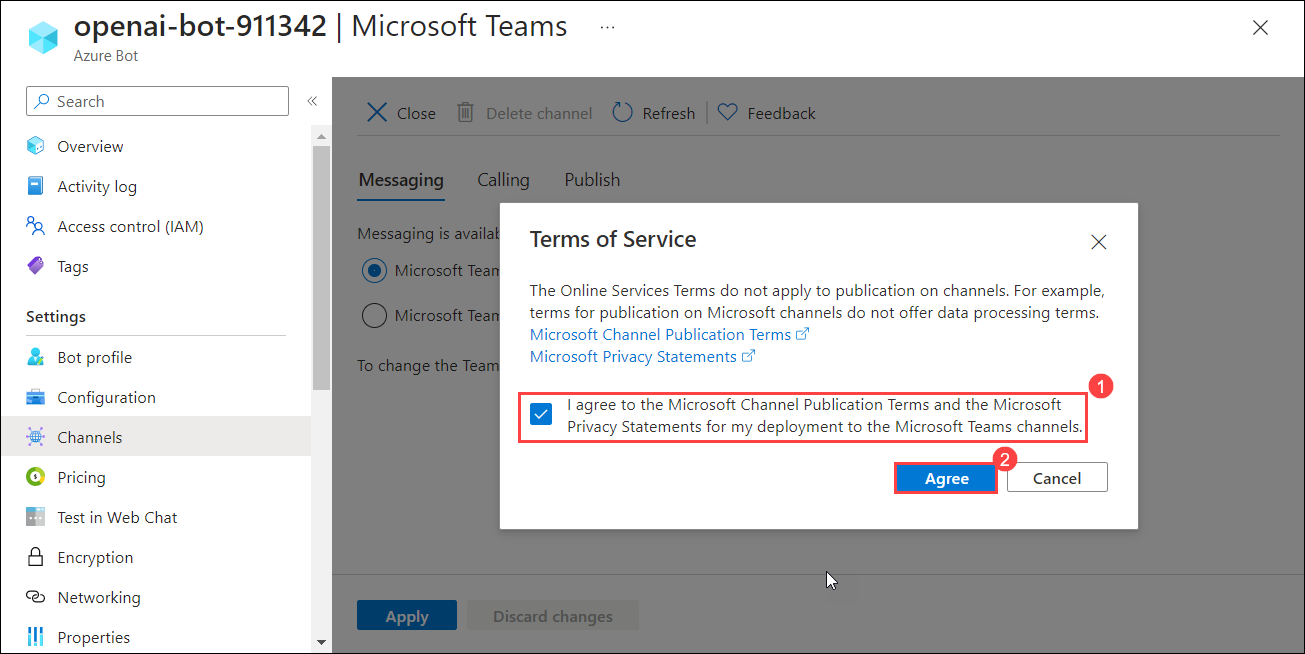 openai-bot-911342 | Microsoft Teams ...
Azure Bot
Search
«
Overview
Activity log
Access control (IAM)
Tags
Settings
Bot profile
Configuration
Channels
Pricing
Test in Web Chat
Encryption
Networking
Properties
Close
Delete channel
Refresh
Feedback
Messaging
Calling
Publish
Messaging is availab
Microsoft Team
Microsoft Team
To change the Team
Terms of Service
The Online Services Terms do not apply to publication on channels. For example,
terms for publication on Microsoft channels do not offer data processing terms.
Microsoft Channel Publication Terms
Microsoft Privacy Statements
1
I agree to the Microsoft Channel Publication Terms and the Microsoft
Privacy Statements for my deployment to the Microsoft Teams channels.
2
Agree
Cancel
Apply
Discard changes